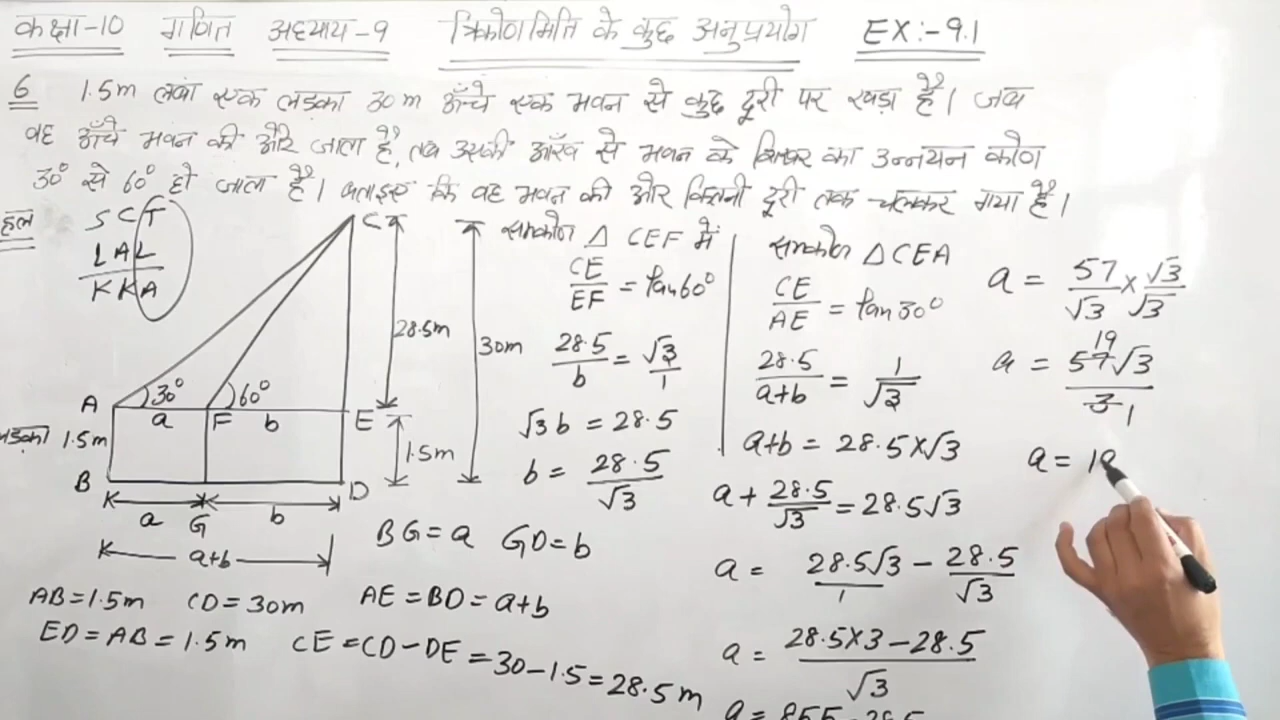 कक्षा-10 गणित अध्याय-9 त्रिकोणमिति के कुछ अनुप्रयोग EX:-9.1
6 1.5m लंबा एक लड़का 30m ऊँचे एक भवन से कुछ दूरी पर खड़ा है। जब
वह ऊँचे भवन की ओर जाता है, तब उसकी आँख से भवन के शिखर का उन्नयन कोण
30° से 60° हो जाता है। बताइए कि वह भवन की ओर कितनी दूरी तक चलकर गया है।
हल
S C T
L A L
K K A
C
28.5m
30m
A 30° 60° E
a F b
लड़का 1.5m
1.5m
B D
a G b
a+b
BG = a GD = b
AB = 1.5m CD = 30m AE = BD = a+b
ED = AB = 1.5m CE = CD - DE = 30 - 1.5 = 28.5 m
समकोण △ CEF में
CE/EF = tan60°
28.5/b = √3/1
√3 b = 28.5
b = 28.5/√3
समकोण △ CEA
CE/AE = tan30°
28.5/a+b = 1/√3
a+b = 28.5×√3
a + 28.5/√3 = 28.5√3
a = 28.5√3/1 - 28.5/√3
a = 28.5×3 - 28.5/√3
a = 57/√3 × √3/√3
19
a = 57√3/3 1
a = 19